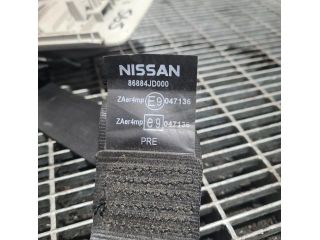 NISSAN
86884JD000
ZAer4mp E9 047136
ZAer4mp e9 047136
PRE